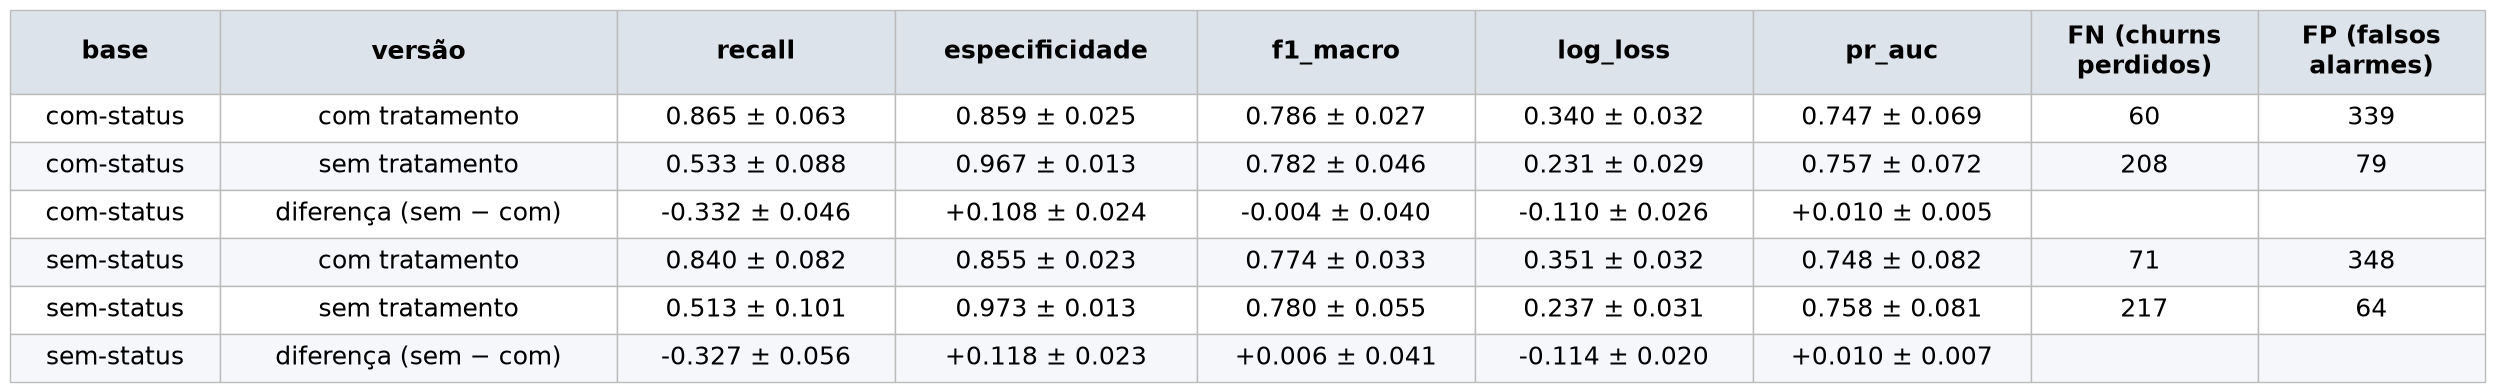 base versão recall especificidade f1_macro log_loss pr_auc FN (churns perdidos) FP (falsos alarmes)
com-status com tratamento 0.865 ± 0.063 0.859 ± 0.025 0.786 ± 0.027 0.340 ± 0.032 0.747 ± 0.069 60 339
com-status sem tratamento 0.533 ± 0.088 0.967 ± 0.013 0.782 ± 0.046 0.231 ± 0.029 0.757 ± 0.072 208 79
com-status diferença (sem − com) -0.332 ± 0.046 +0.108 ± 0.024 -0.004 ± 0.040 -0.110 ± 0.026 +0.010 ± 0.005
sem-status com tratamento 0.840 ± 0.082 0.855 ± 0.023 0.774 ± 0.033 0.351 ± 0.032 0.748 ± 0.082 71 348
sem-status sem tratamento 0.513 ± 0.101 0.973 ± 0.013 0.780 ± 0.055 0.237 ± 0.031 0.758 ± 0.081 217 64
sem-status diferença (sem − com) -0.327 ± 0.056 +0.118 ± 0.023 +0.006 ± 0.041 -0.114 ± 0.020 +0.010 ± 0.007